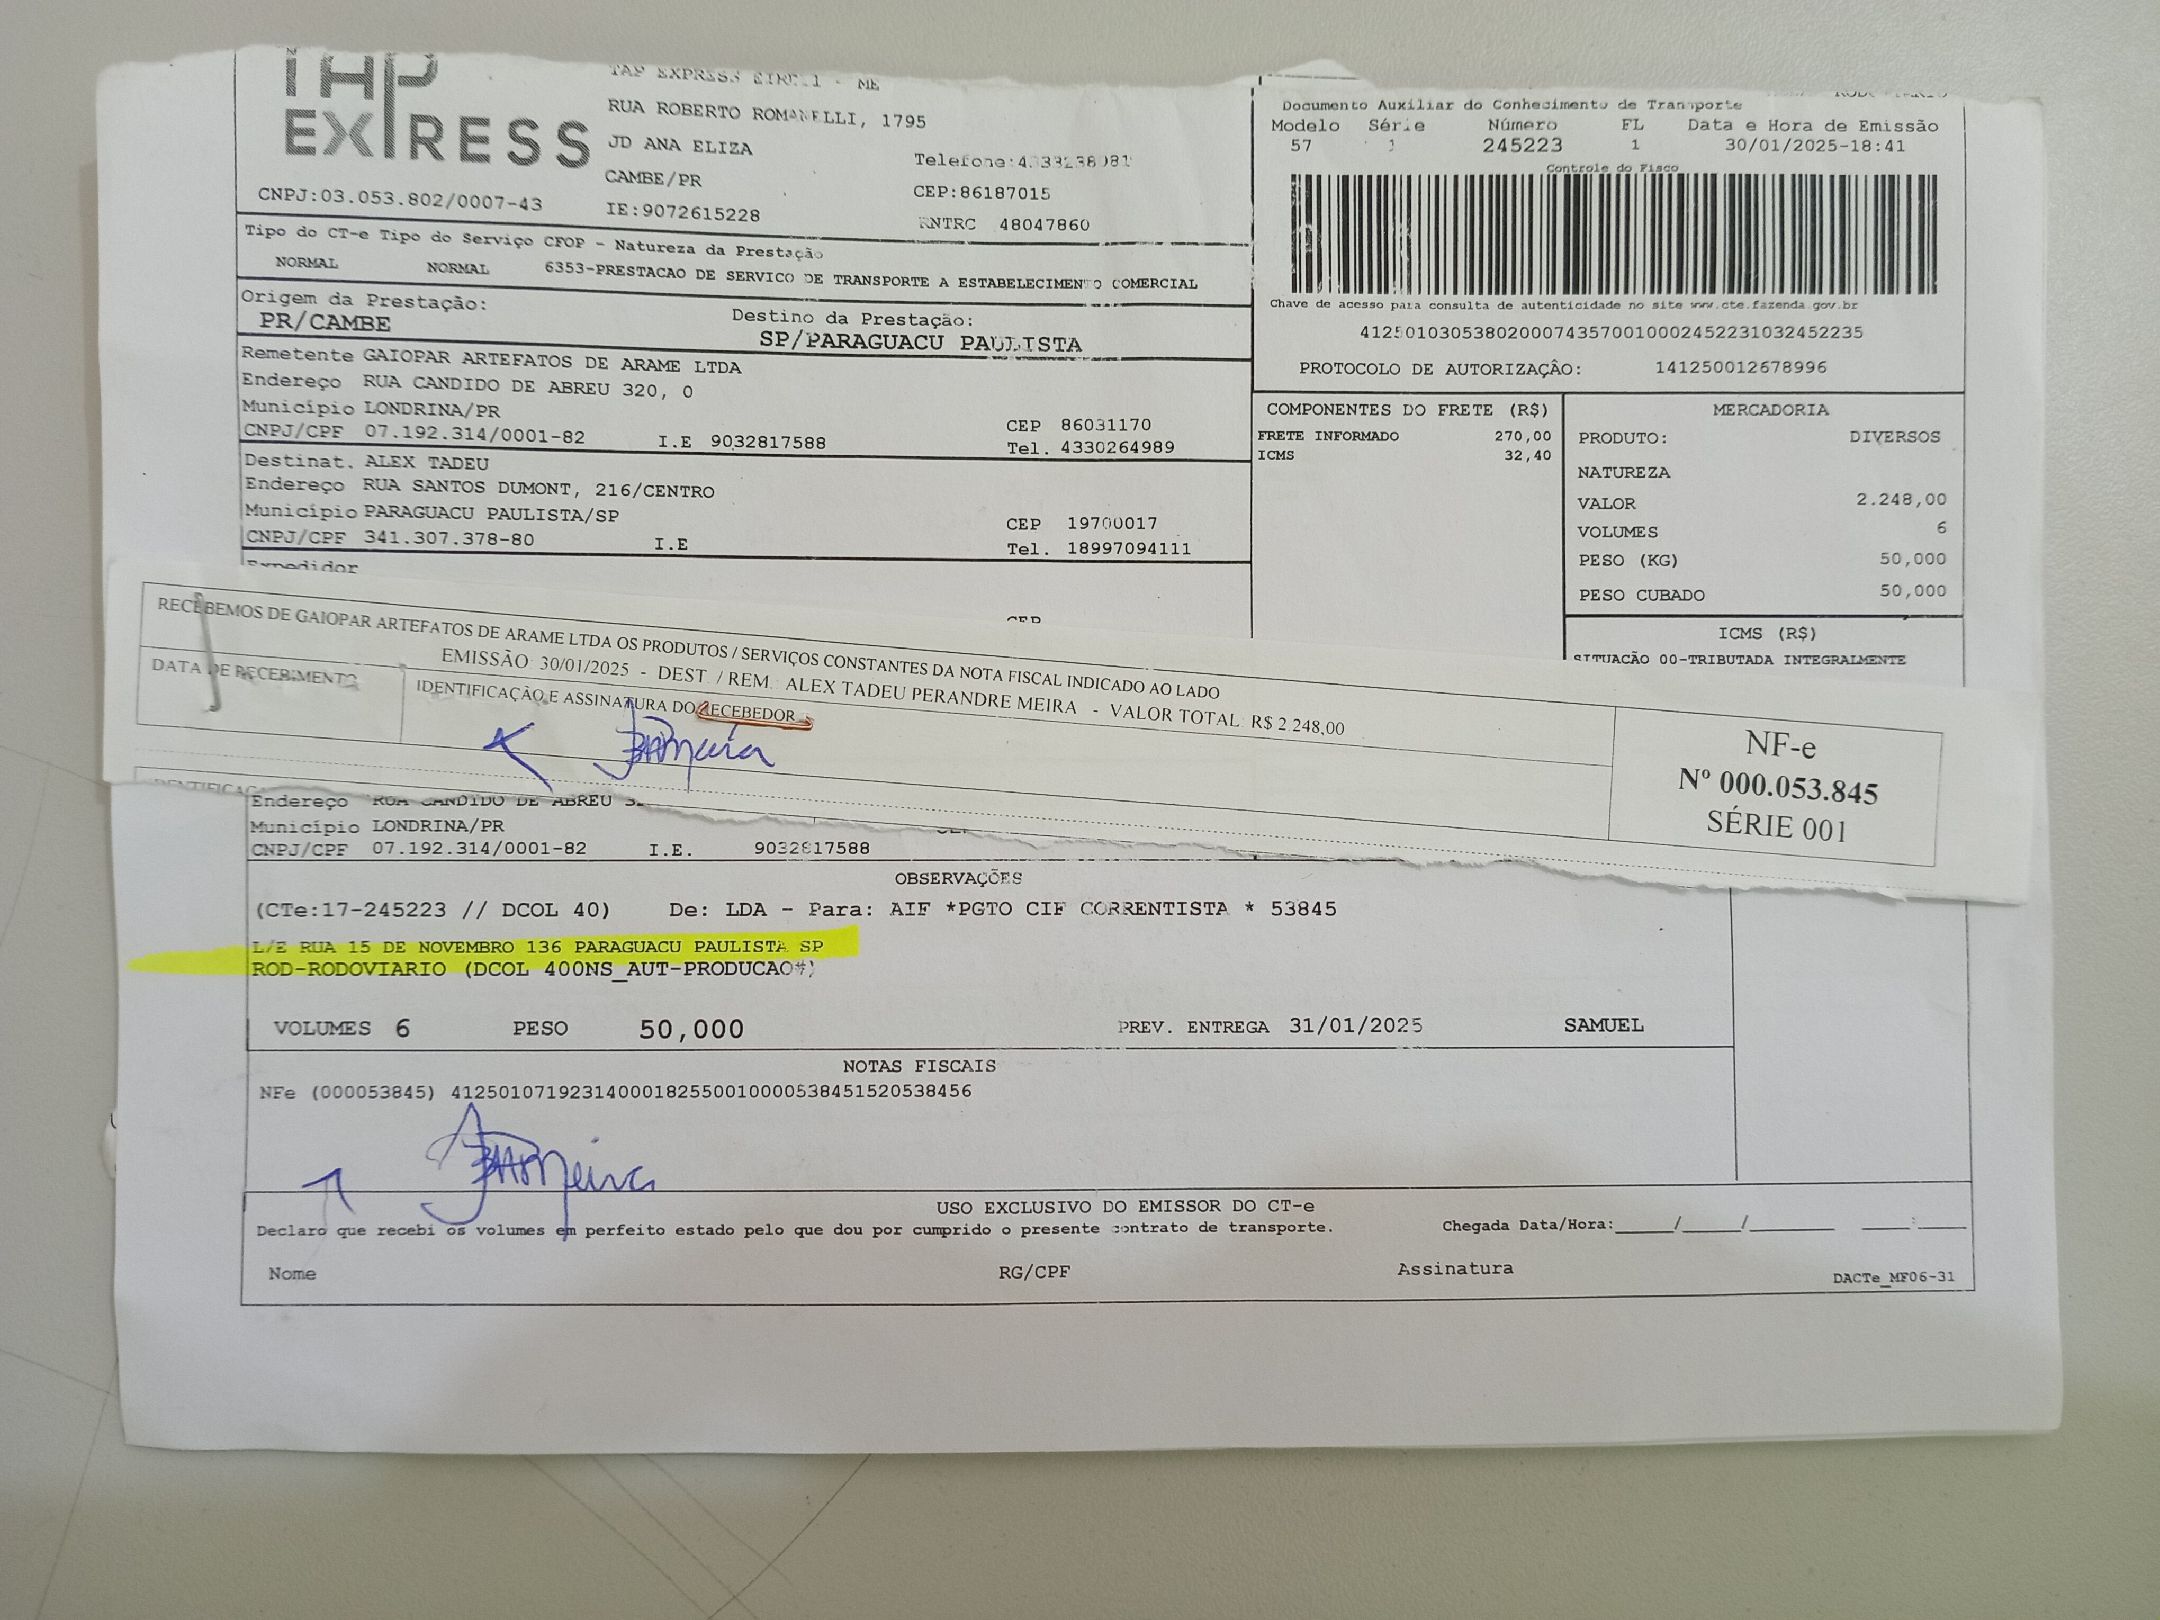 TAP
EXPRESS
TAP EXPRESS EIRELI - ME
RUA ROBERTO ROMANELLI, 1795
JD ANA ELIZA
CAMBE/PR
CNPJ:03.053.802/0007-43
IE:9072615228
CEP:86187015
RNTRC 48047860
Documento Auxiliar do Conhecimento de Transporte
Modelo Série Número FL Data e Hora de Emissão
57 1 245223 1 30/01/2025-18:41
Controle do Fisco
Chave de acesso para consulta de autenticidade no site www.cte.fazenda.gov.br
41250103053802000743570010002452231032452235
PROTOCOLO DE AUTORIZAÇÂO: 141250012678996
Tipo do CT-e Tipo do Serviço CFOP - Natureza da Prestação
NORMAL NORMAL 6353-PRESTACAO DE SERVICO DE TRANSPORTE A ESTABELECIMENTO COMERCIAL
Origem da Prestação: Destino da Prestação:
PR/CAMBE SP/PARAGUACU PAULISTA
Remetente GAIOPAR ARTEFATOS DE ARAME LTDA
Endereço RUA CANDIDO DE ABREU 320, 0
Município LONDRINA/PR CEP 86031170
CNPJ/CPF 07.192.314/0001-82 I.E 9032817588 Tel. 4330264989
Destinat. ALEX TADEU
Endereço RUA SANTOS DUMONT, 216/CENTRO
Município PARAGUACU PAULISTA/SP CEP 19700017
CNPJ/CPF 341.307.378-80 I.E Tel. 18997094111
Expedidor
CEP
COMPONENTES DO FRETE (R$)
FRETE INFORMADO 270,00
ICMS 32,40
MERCADORIA
PRODUTO: DIVERSOS
NATUREZA
VALOR 2.248,00
VOLUMES 6
PESO (KG) 50,000
PESO CUBADO 50,000
ICMS (R$)
SITUACÃO 00-TRIBUTADA INTEGRALMENTE
RECEBEMOS DE GAIOPAR ARTEFATOS DE ARAME LTDA OS PRODUTOS / SERVIÇOS CONSTANTES DA NOTA FISCAL INDICADO AO LADO
EMISSÃO: 30/01/2025 - DEST. / REM.: ALEX TADEU PERANDRE MEIRA - VALOR TOTAL: R$ 2.248,00
DATA DE RECEBIMENTO
IDENTIFICAÇÃO E ASSINATURA DO RECEBEDOR
NF-e
Nº 000.053.845
SÉRIE 001
Endereço RUA CANDIDO DE ABREU
Município LONDRINA/PR
CNPJ/CPF 07.192.314/0001-82 I.E. 9032817588
OBSERVAÇÕES
(CTe:17-245223 // DCOL 40) De: LDA - Para: AIF *PGTO CIF CORRENTISTA * 53845
L/E RUA 15 DE NOVEMBRO 136 PARAGUACU PAULISTA SP
ROD-RODOVIARIO (DCOL 400NS_AUT-PRODUCAO#)
VOLUMES 6 PESO 50,000 PREV. ENTREGA 31/01/2025 SAMUEL
NOTAS FISCAIS
NFe (000053845) 41250107192314000182550010000538451520538456
USO EXCLUSIVO DO EMISSOR DO CT-e
Declaro que recebi os volumes em perfeito estado pelo que dou por cumprido o presente contrato de transporte. Chegada Data/Hora:____/____/________ ____:____
Nome RG/CPF Assinatura
DACTe_MF06-31